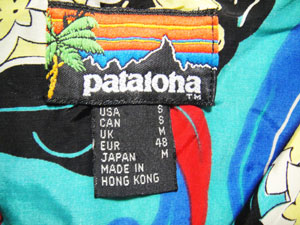 pataloha
TM
USA S
CAN S
UK M
EUR 48
JAPAN M
MADE IN
HONG KONG